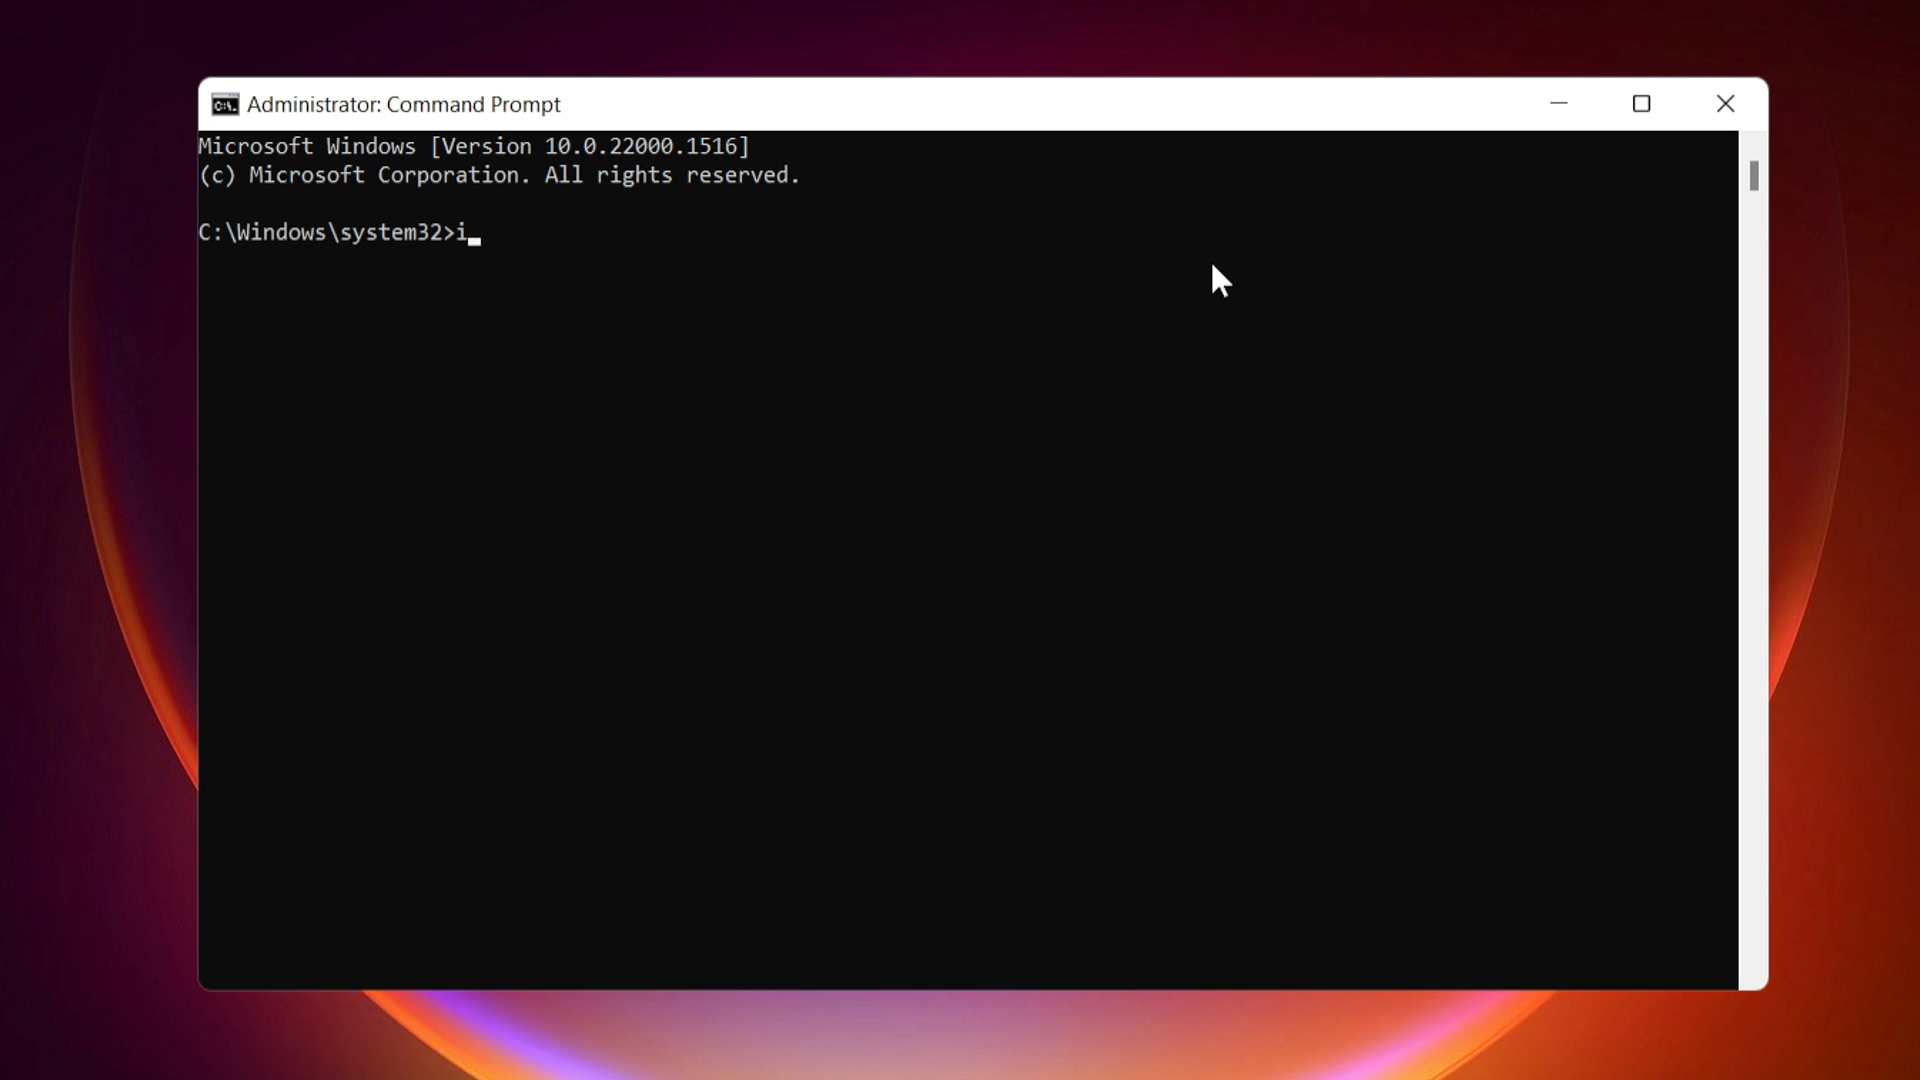 Administrator: Command Prompt
Microsoft Windows [Version 10.0.22000.1516]
(c) Microsoft Corporation. All rights reserved.
C:\Windows\system32>i